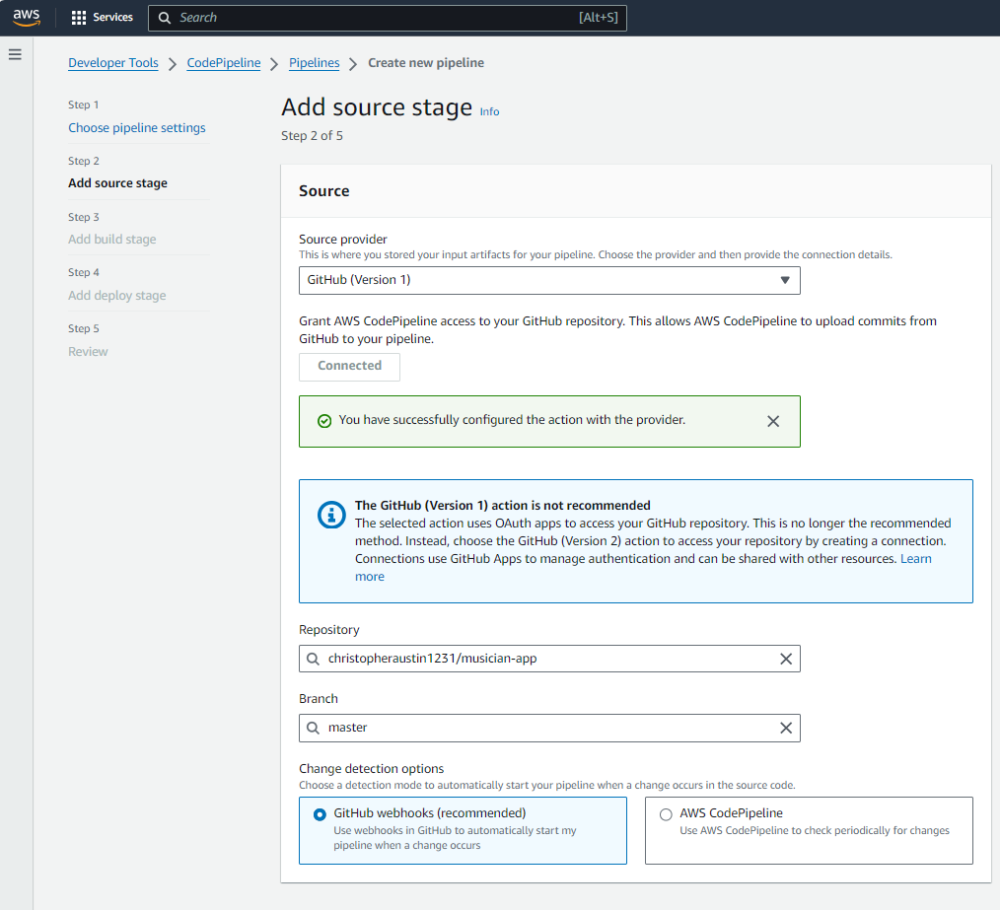 aws Services Search [Alt+S]
Developer Tools CodePipeline Pipelines Create new pipeline
Step 1
Choose pipeline settings
Step 2
Add source stage
Step 3
Add build stage
Step 4
Add deploy stage
Step 5
Review
Add source stage Info
Step 2 of 5
Source
Source provider
This is where you stored your input artifacts for your pipeline. Choose the provider and then provide the connection details.
GitHub (Version 1)
Grant AWS CodePipeline access to your GitHub repository. This allows AWS CodePipeline to upload commits from
GitHub to your pipeline.
Connected
You have successfully configured the action with the provider.
The GitHub (Version 1) action is not recommended
The selected action uses OAuth apps to access your GitHub repository. This is no longer the recommended
method. Instead, choose the GitHub (Version 2) action to access your repository by creating a connection.
Connections use GitHub Apps to manage authentication and can be shared with other resources. Learn
more
Repository
christopheraustin1231/musician-app
Branch
master
Change detection options
Choose a detection mode to automatically start your pipeline when a change occurs in the source code.
GitHub webhooks (recommended)
Use webhooks in GitHub to automatically start my
pipeline when a change occurs
AWS CodePipeline
Use AWS CodePipeline to check periodically for changes